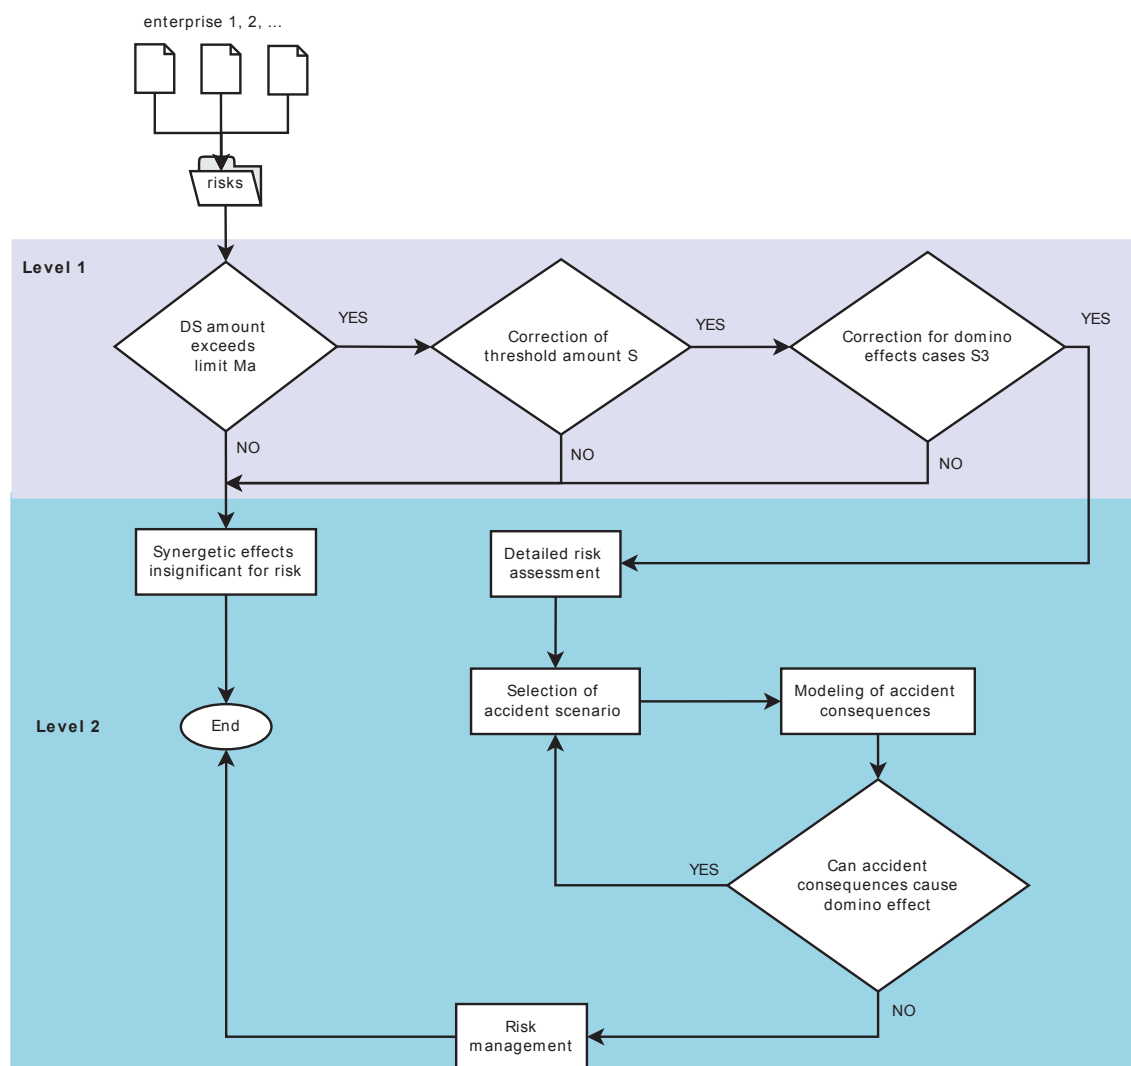 enterprise 1, 2, ...
risks
Level 1
DS amount
exceeds
limit Ma
YES
Correction of
threshold amount S
YES
Correction for domino
effects cases S3
YES
NO
NO
NO
Synergetic effects
insignificant for risk
Detailed risk
assessment
Selection of
accident scenario
Modeling of accident
consequences
Level 2
End
YES
Can accident
consequences cause
domino effect
NO
Risk
management